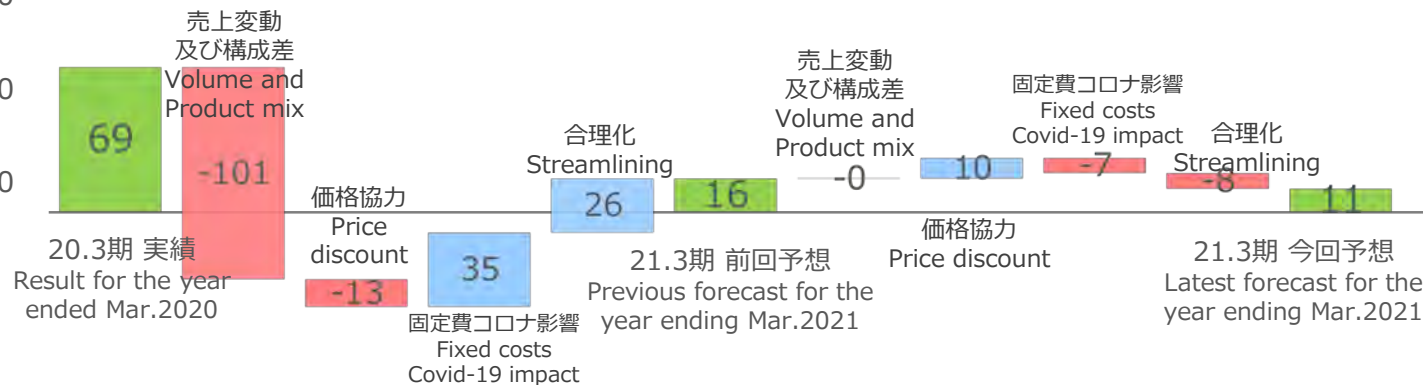 0
0
0
売上変動
及び構成差
Volume and
Product mix
69
-101
20.3期 実績
Result for the year
ended Mar.2020
価格協力
Price
discount
-13
35
固定費コロナ影響
Fixed costs
Covid-19 impact
合理化
Streamlining
26
16
21.3期 前回予想
Previous forecast for the
year ending Mar.2021
売上変動
及び構成差
Volume and
Product mix
-0
10
価格協力
Price discount
固定費コロナ影響
Fixed costs
Covid-19 impact
-7
合理化
Streamlining
-8
11
21.3期 今回予想
Latest forecast for the
year ending Mar.2021